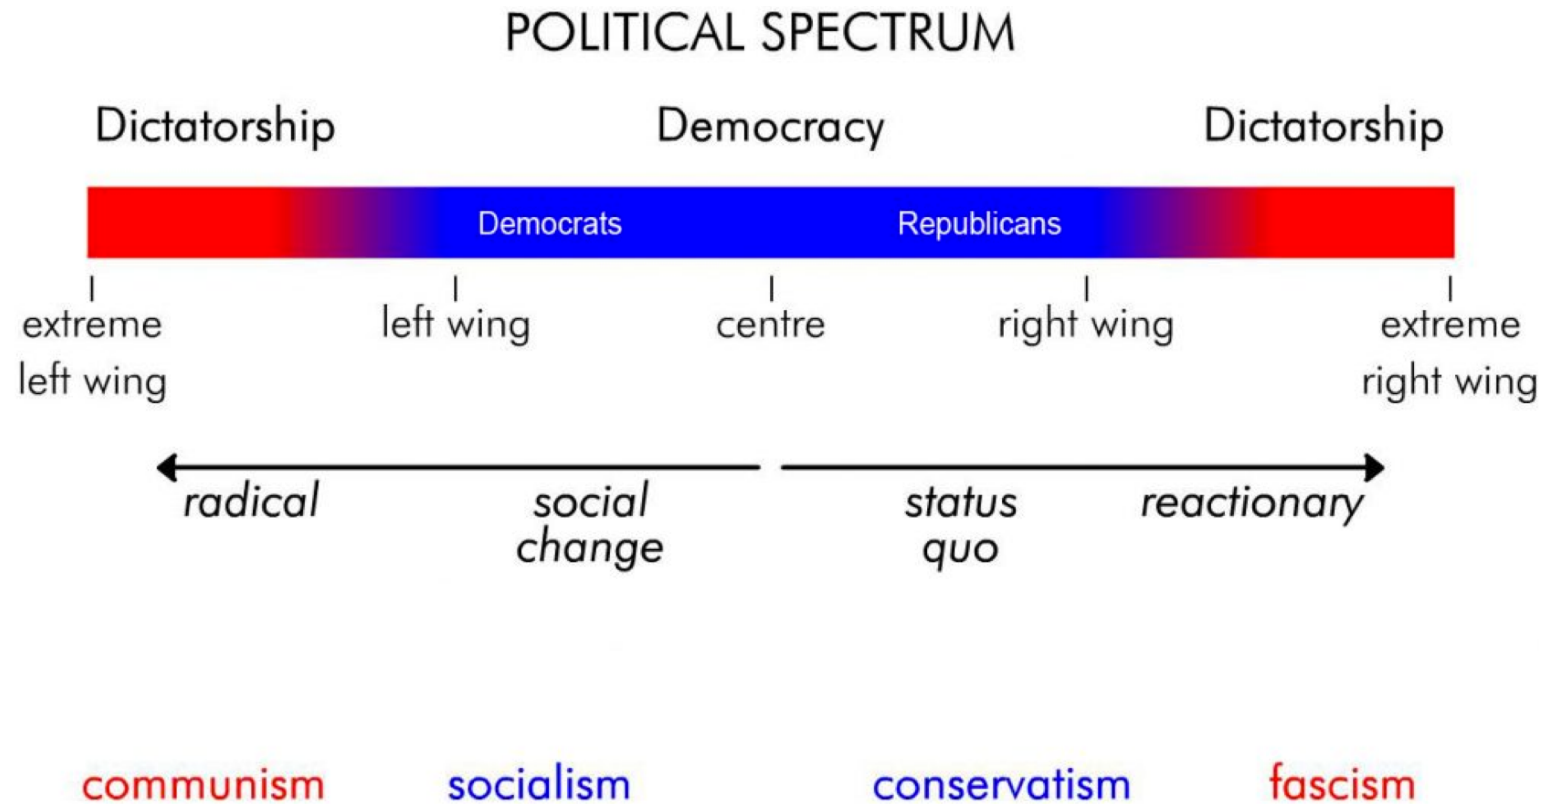 POLITICAL SPECTRUM
Dictatorship Democracy Dictatorship
Democrats Republicans
extreme left wing centre right wing extreme
left wing right wing
radical social status reactionary
change quo
communism socialism conservatism fascism